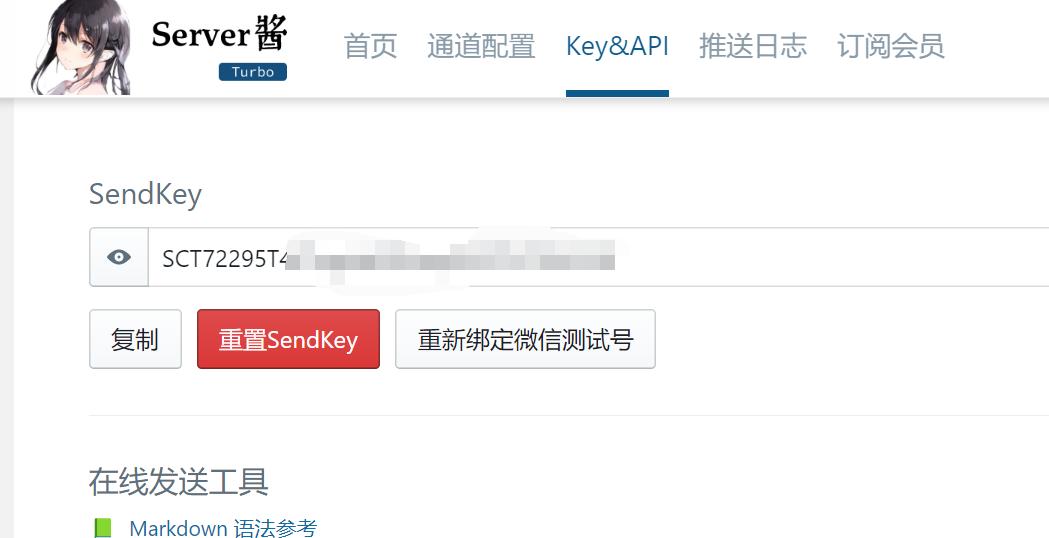 Server酱
Turbo
首页 通道配置 Key&API 推送日志 订阅会员
SendKey
SCT72295T4
复制 重置SendKey 重新绑定微信测试号
在线发送工具
Markdown 语法参考